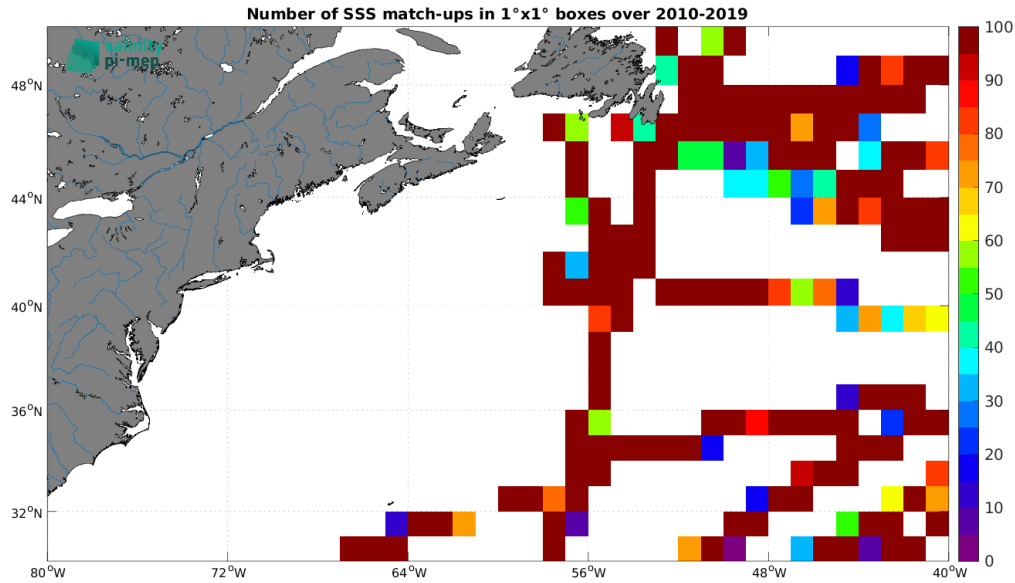 Number of SSS match-ups in 1°x1° boxes over 2010-2019
salinity
pi-mep
48°N
44°N
40°N
36°N
32°N
80°W
72°W
64°W
56°W
48°W
40°W
100
90
80
70
60
50
40
30
20
10
0